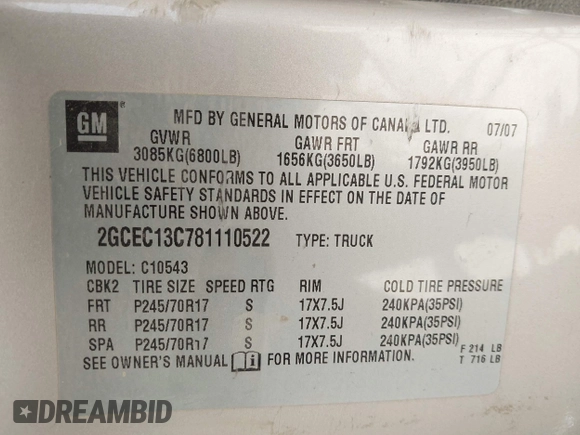 GM
MFD BY GENERAL MOTORS OF CANADA LTD. 07/07
GVWR GAWR FRT GAWR RR
3085KG(6800LB) 1656KG(3650LB) 1792KG(3950LB)
THIS VEHICLE CONFORMS TO ALL APPLICABLE U.S. FEDERAL MOTOR
VEHICLE SAFETY STANDARDS IN EFFECT ON THE DATE OF
MANUFACTURE SHOWN ABOVE.
2GCEC13C781110522 TYPE: TRUCK
MODEL: C10543
CBK2 TIRE SIZE SPEED RTG RIM COLD TIRE PRESSURE
FRT P245/70R17 S 17X7.5J 240KPA(35PSI)
RR P245/70R17 S 17X7.5J 240KPA(35PSI)
SPA P245/70R17 S 17X7.5J 240KPA(35PSI)
F 214 LB
SEE OWNER'S MANUAL FOR MORE INFORMATION. T 716 LB
DREAMBID